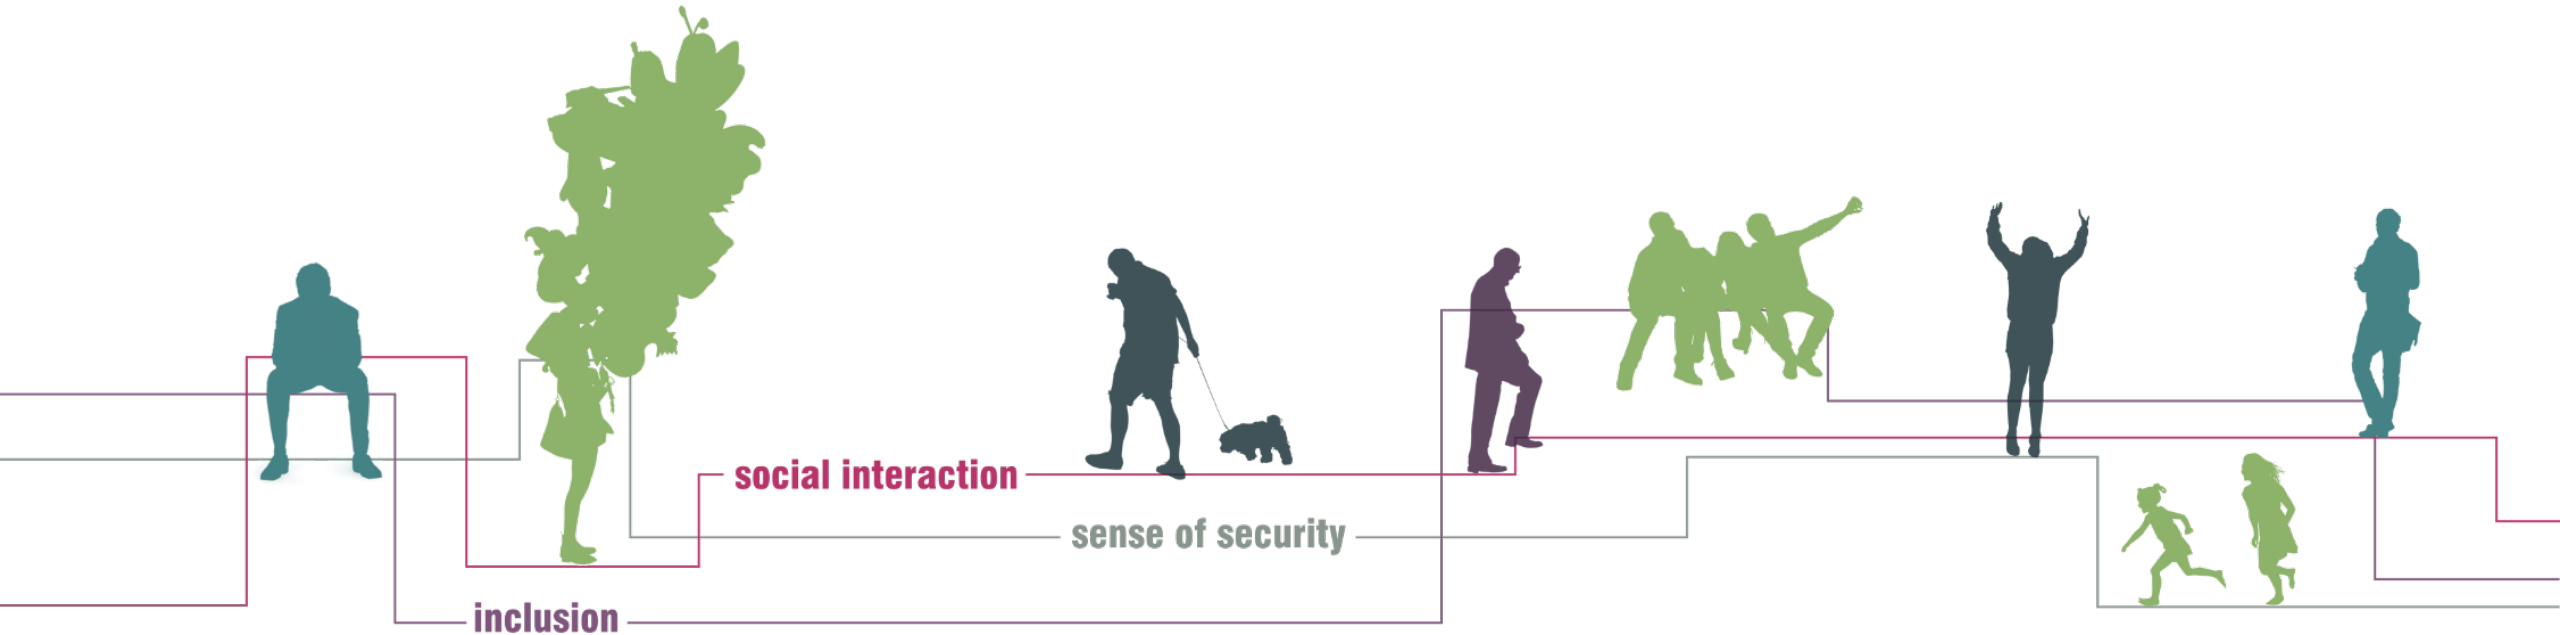 social interaction
sense of security
inclusion